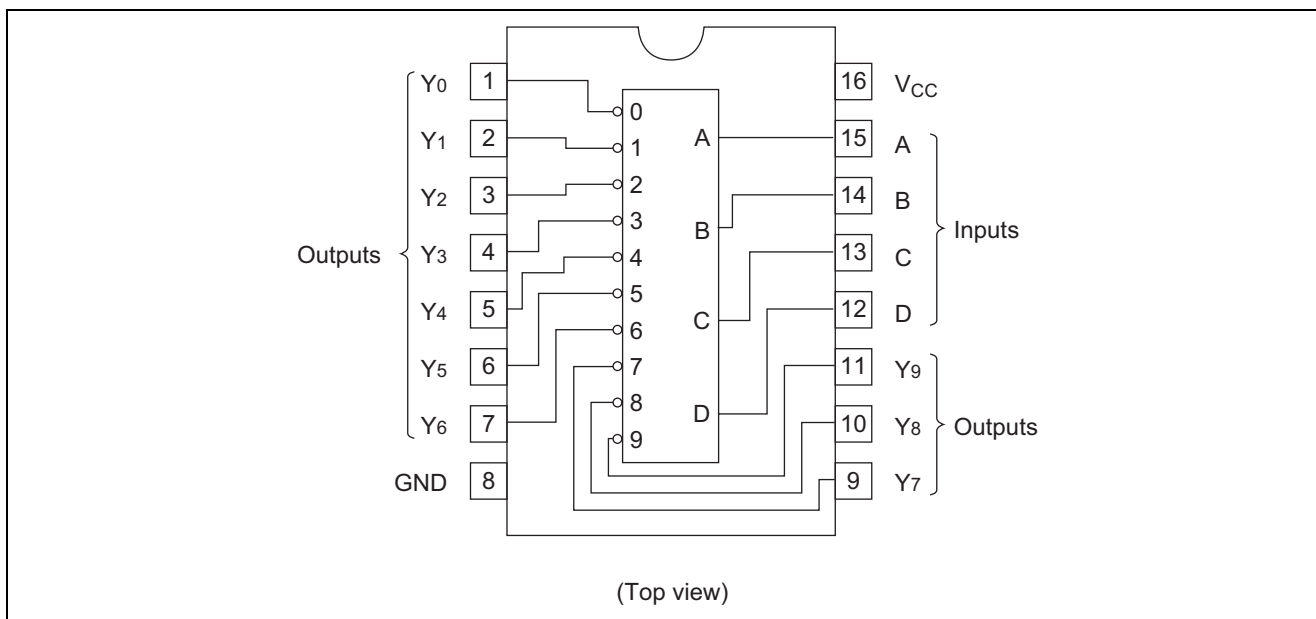 Y0 1 16 VCC
0
Y1 2 1 A 15 A
Y2 3 2 14 B
3 B
Outputs Y3 4 13 C Inputs
4
Y4 5 5 C 12 D
6
Y5 6 7 11 Y9
8 D
Y6 7 9 10 Y8 Outputs
GND 8 9 Y7
(Top view)